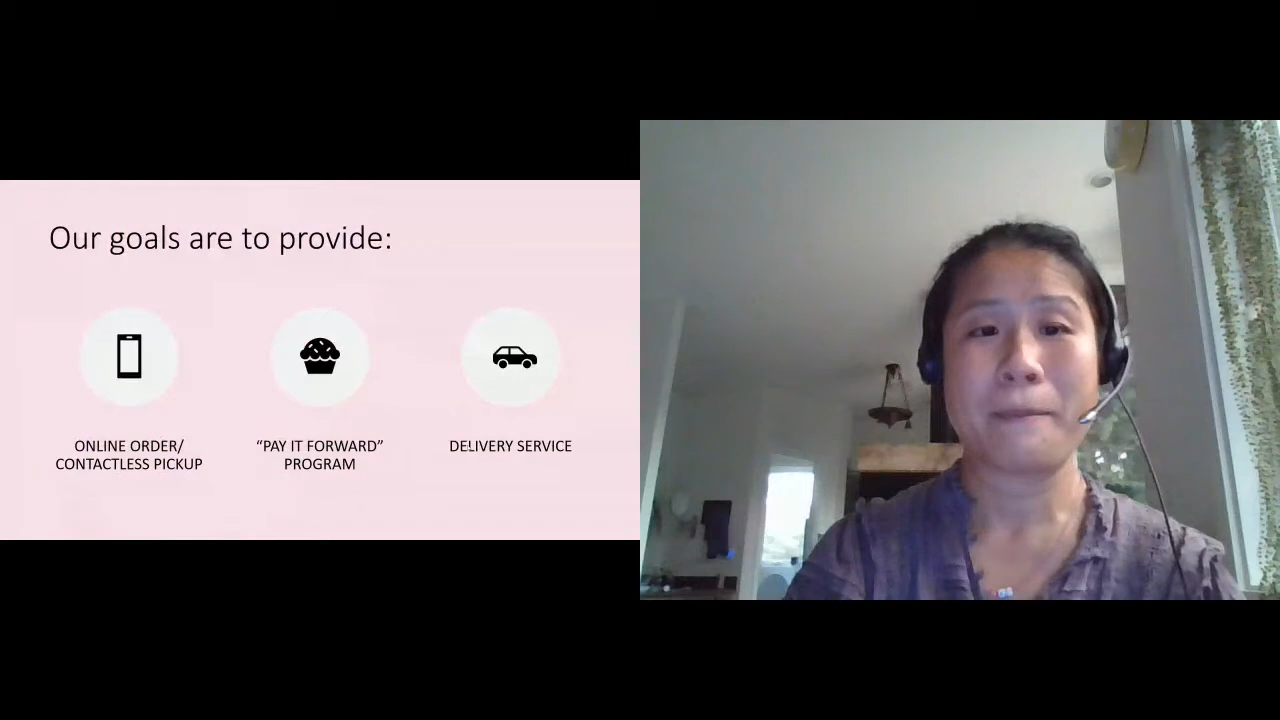 Our goals are to provide:
ONLINE ORDER/
CONTACTLESS PICKUP
“PAY IT FORWARD”
PROGRAM
DELIVERY SERVICE